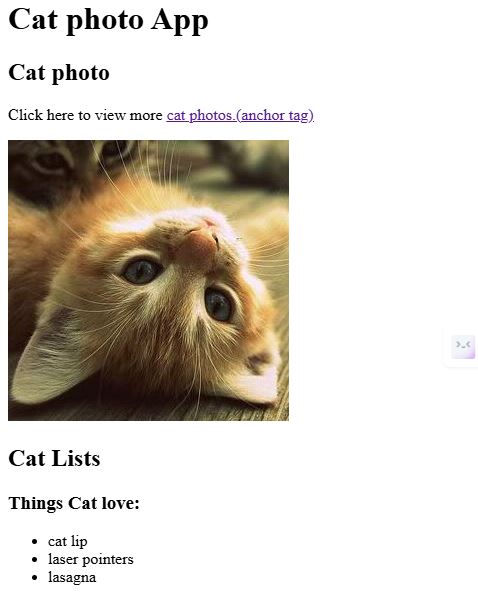 Cat photo App
Cat photo
Click here to view more cat photos.(anchor tag)
Cat Lists
Things Cat love:
cat lip
laser pointers
lasagna